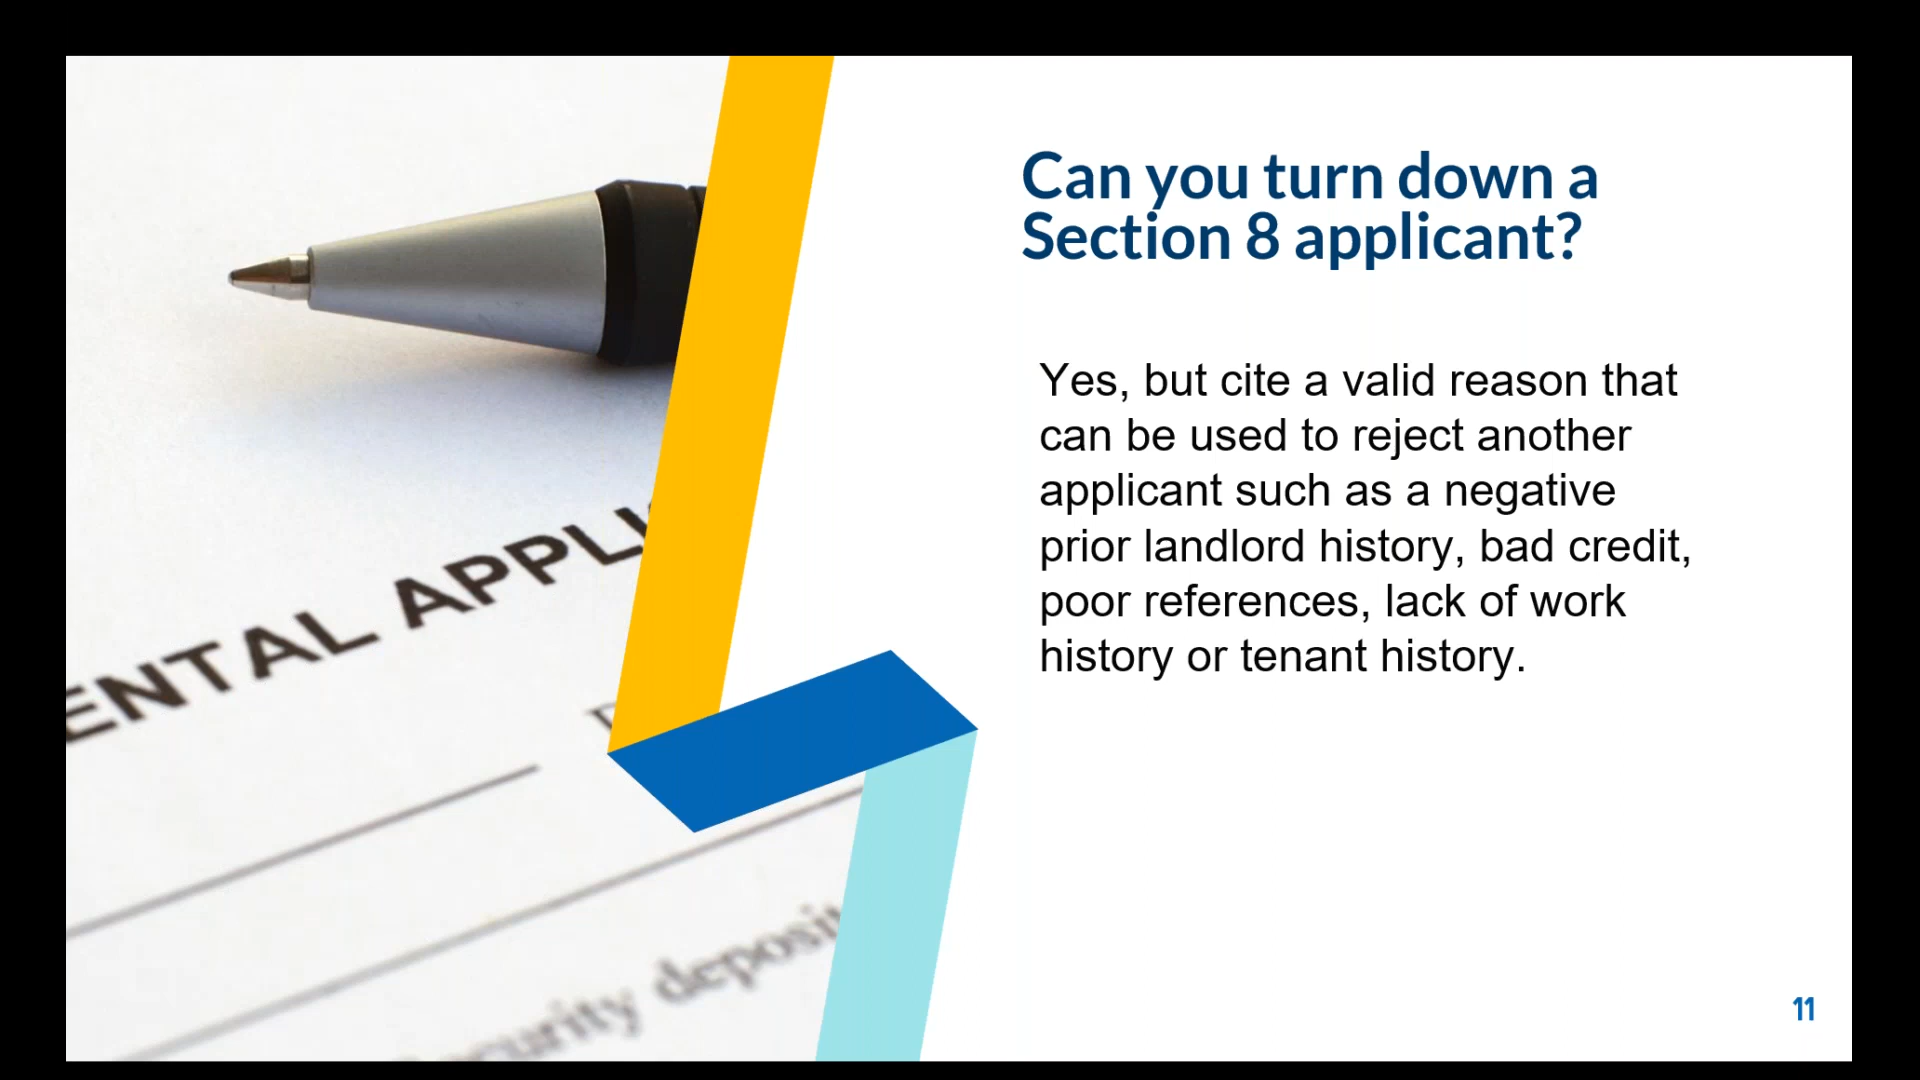 Can you turn down a
Section 8 applicant?
Yes, but cite a valid reason that
can be used to reject another
applicant such as a negative
prior landlord history, bad credit,
poor references, lack of work
history or tenant history.
ENTAL APPLI
curity deposit
11